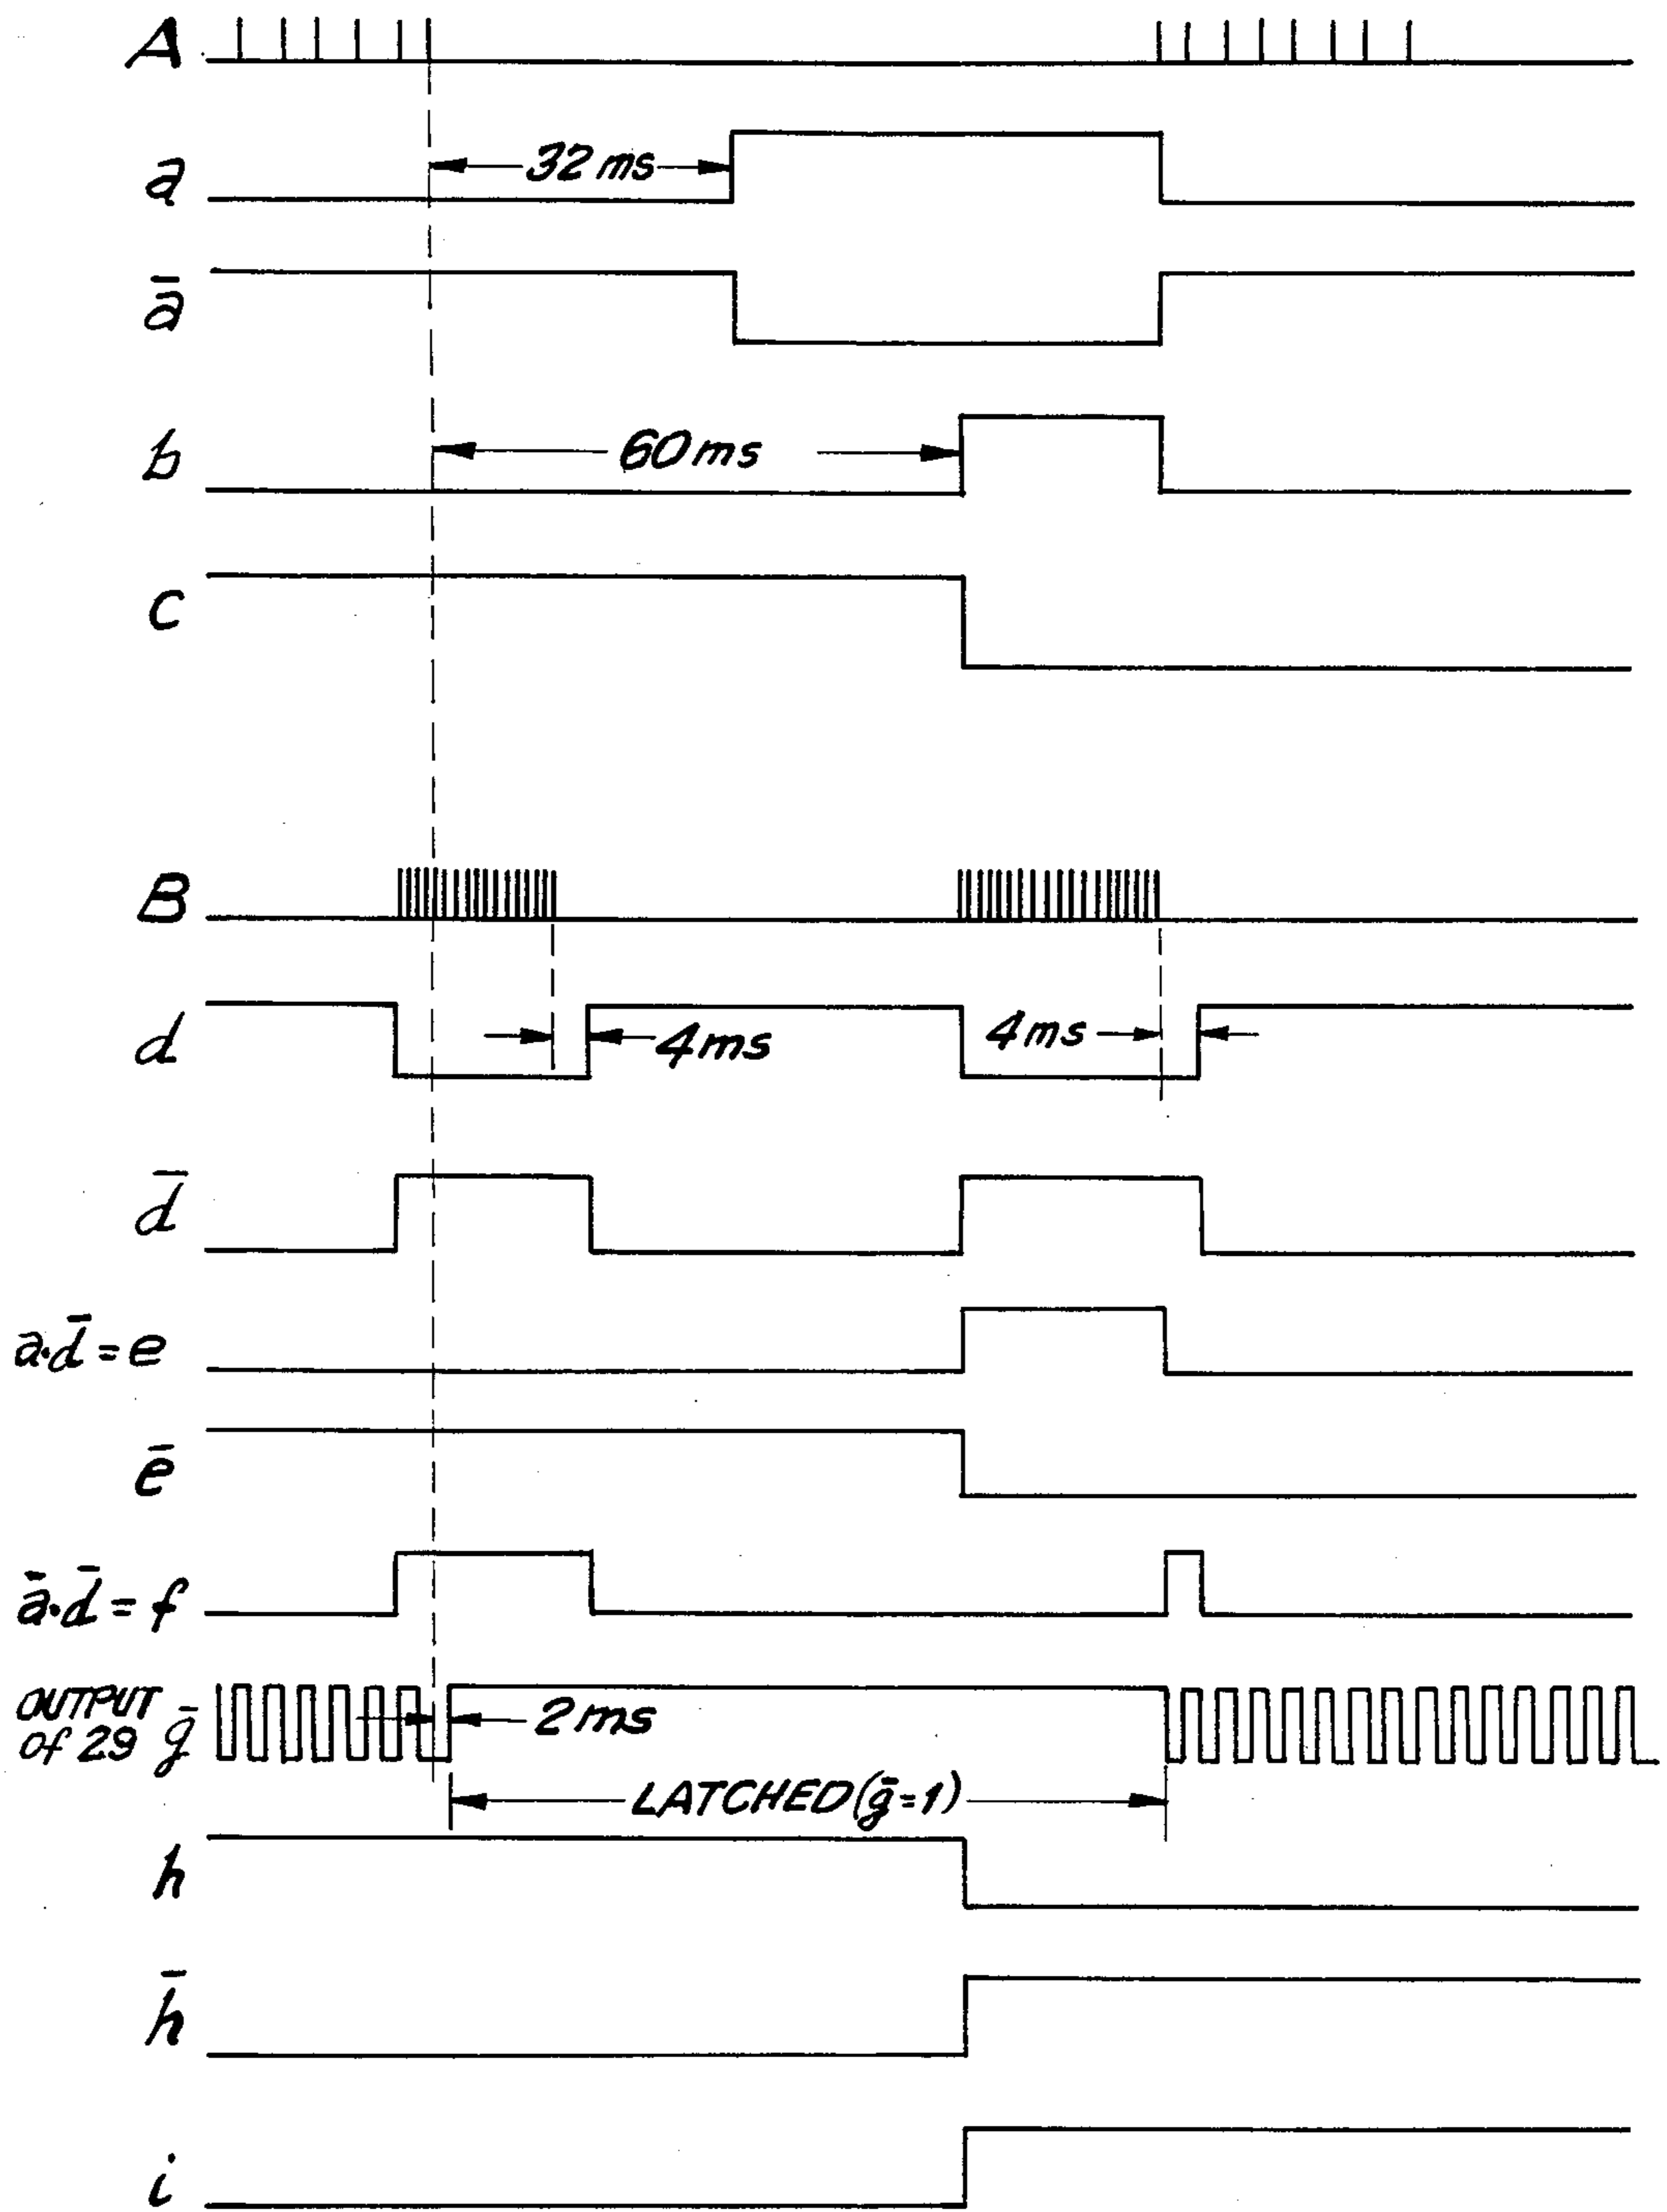 A
a
32 ms
ā
b
60 ms
c
B
d
4 ms
4 ms
d̄
a·d̄ = e
ē
ā·d̄ = f
OUTPUT
of 29 ḡ
2 ms
LATCHED (ḡ=1)
h
h̄
i